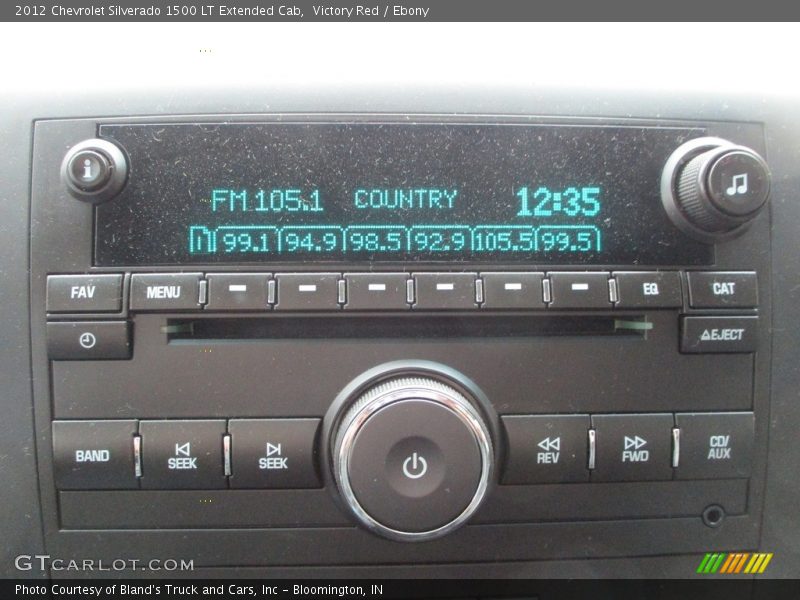 2012 Chevrolet Silverado 1500 LT Extended Cab,  Victory Red / Ebony
i
FM 105.1 COUNTRY 12:35
99.1 94.9 98.5 92.9 105.5 99.5
FAV MENU EQ CAT
EJECT
BAND SEEK SEEK REV FWD CD/
AUX
GTCARLOT.COM
Photo Courtesy of Bland's Truck and Cars, Inc – Bloomington, IN